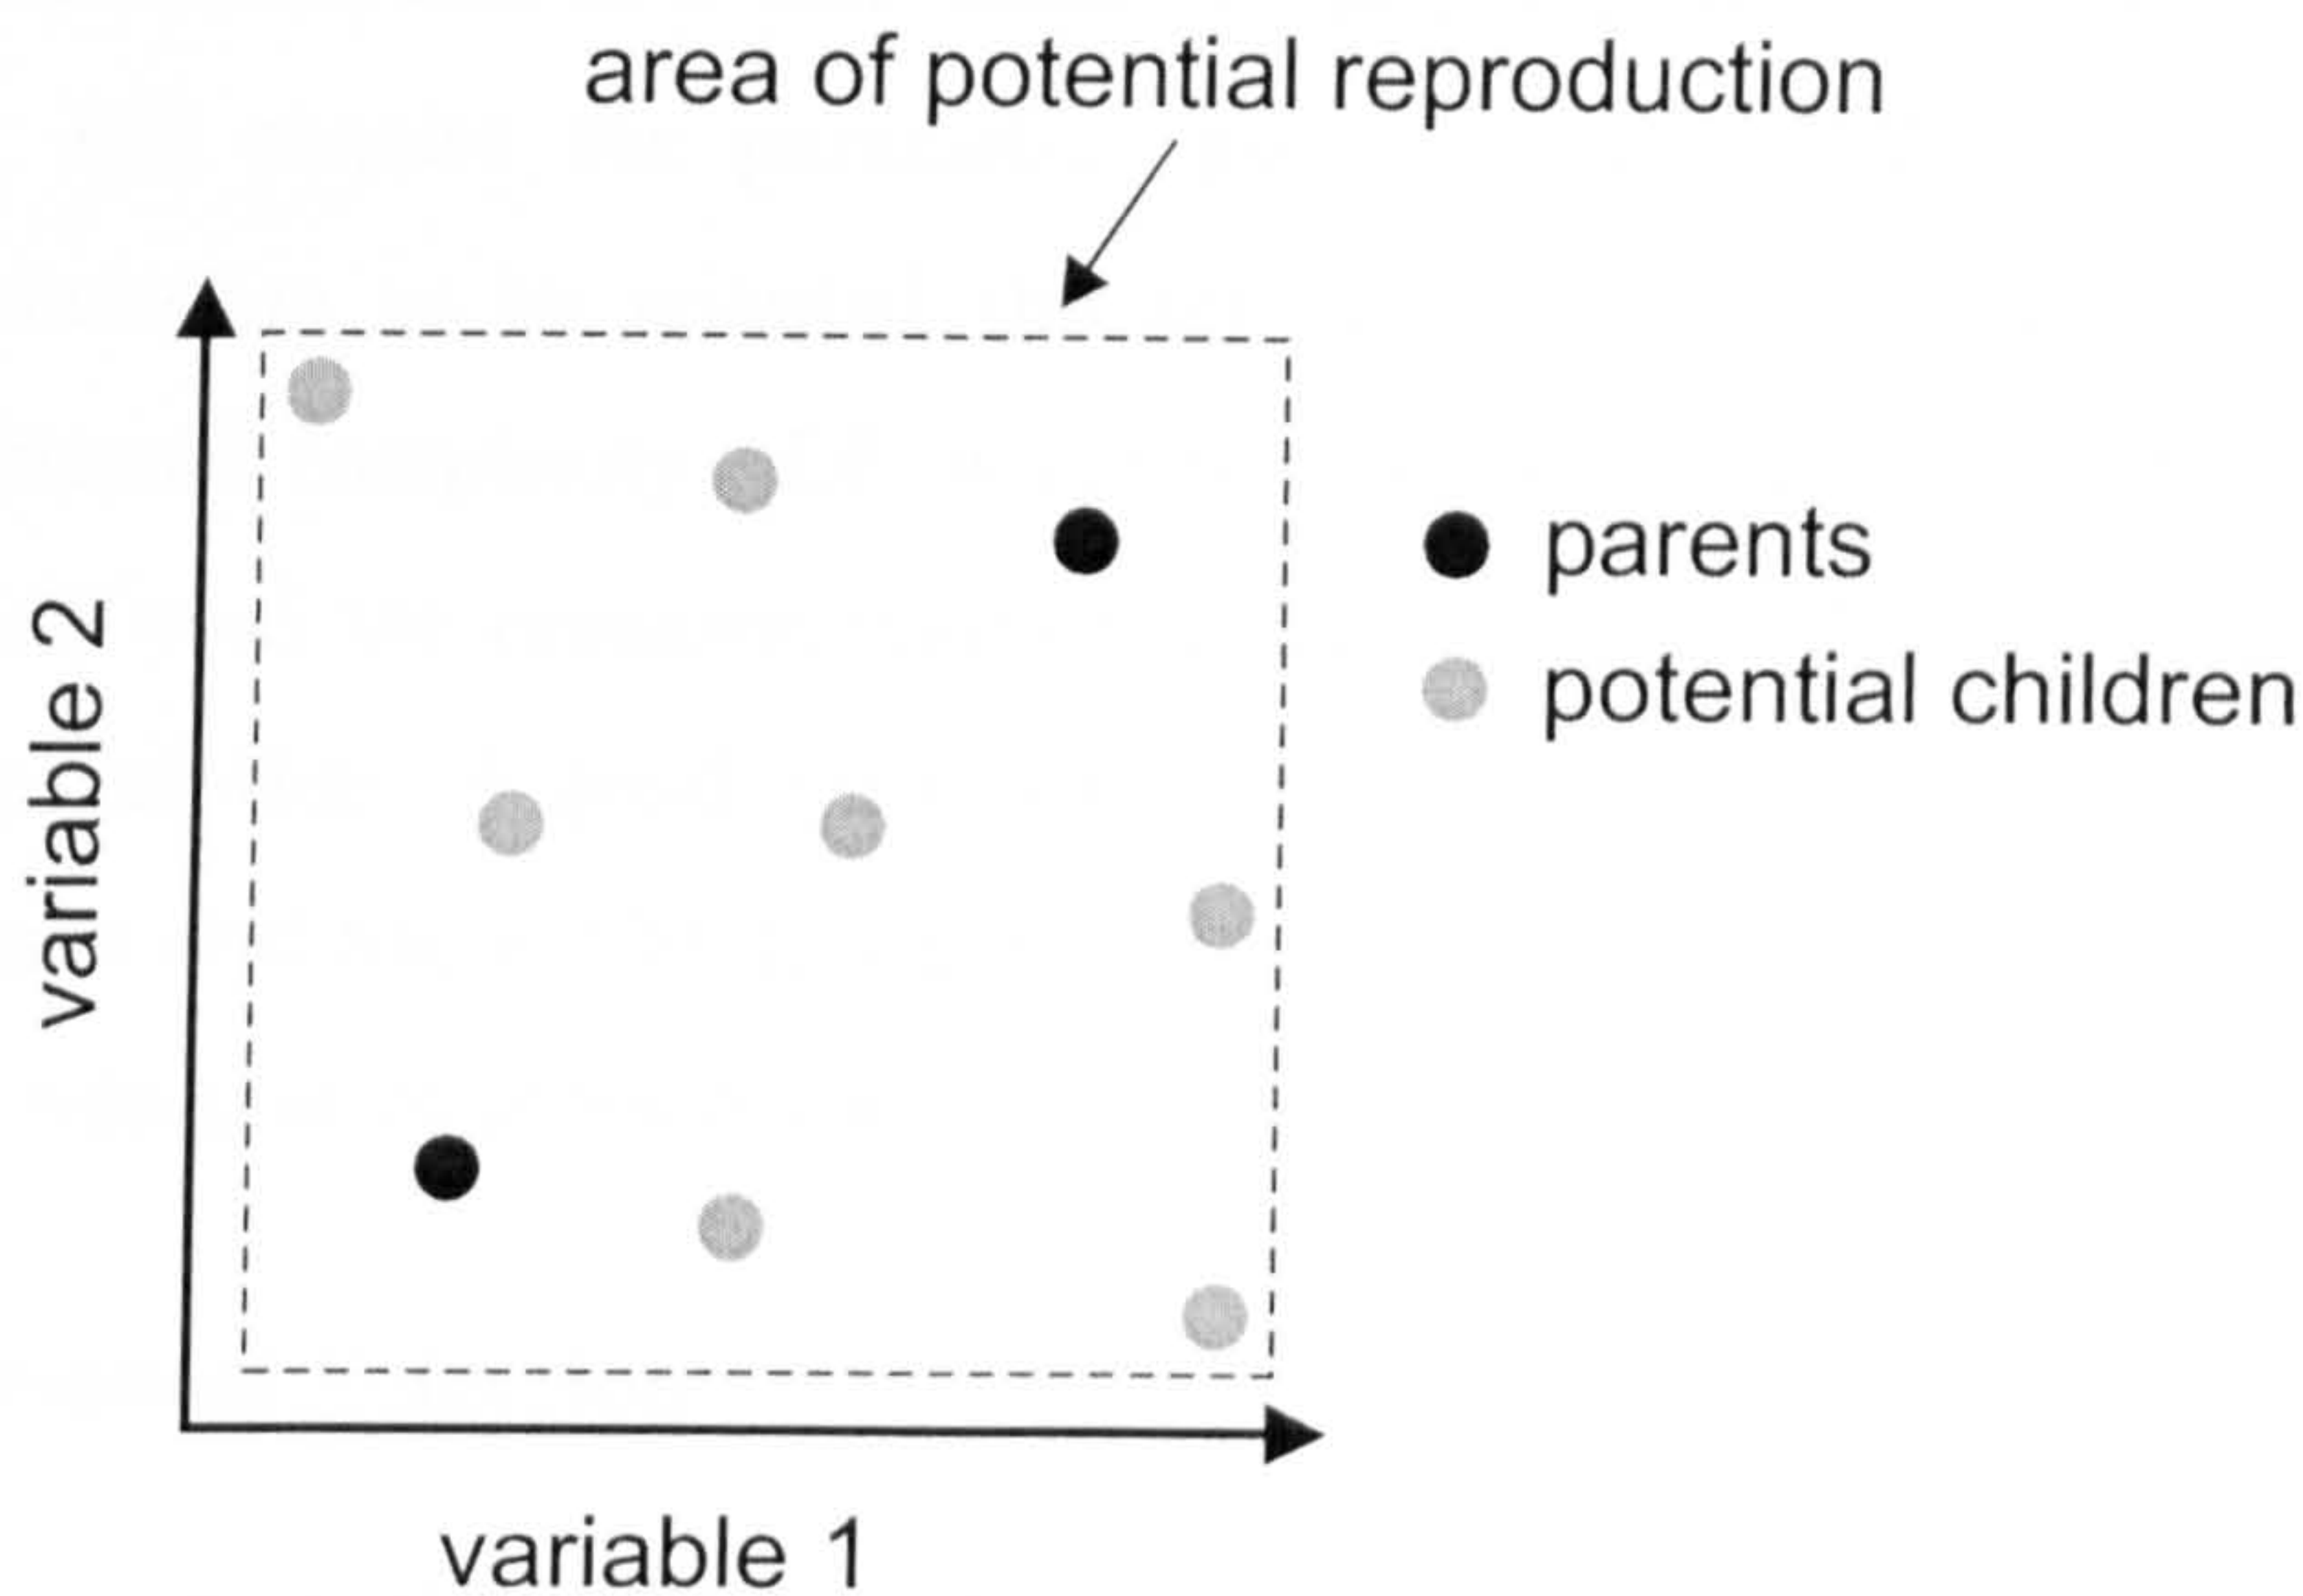 area of potential reproduction
variable 2
parents
potential children
variable 1